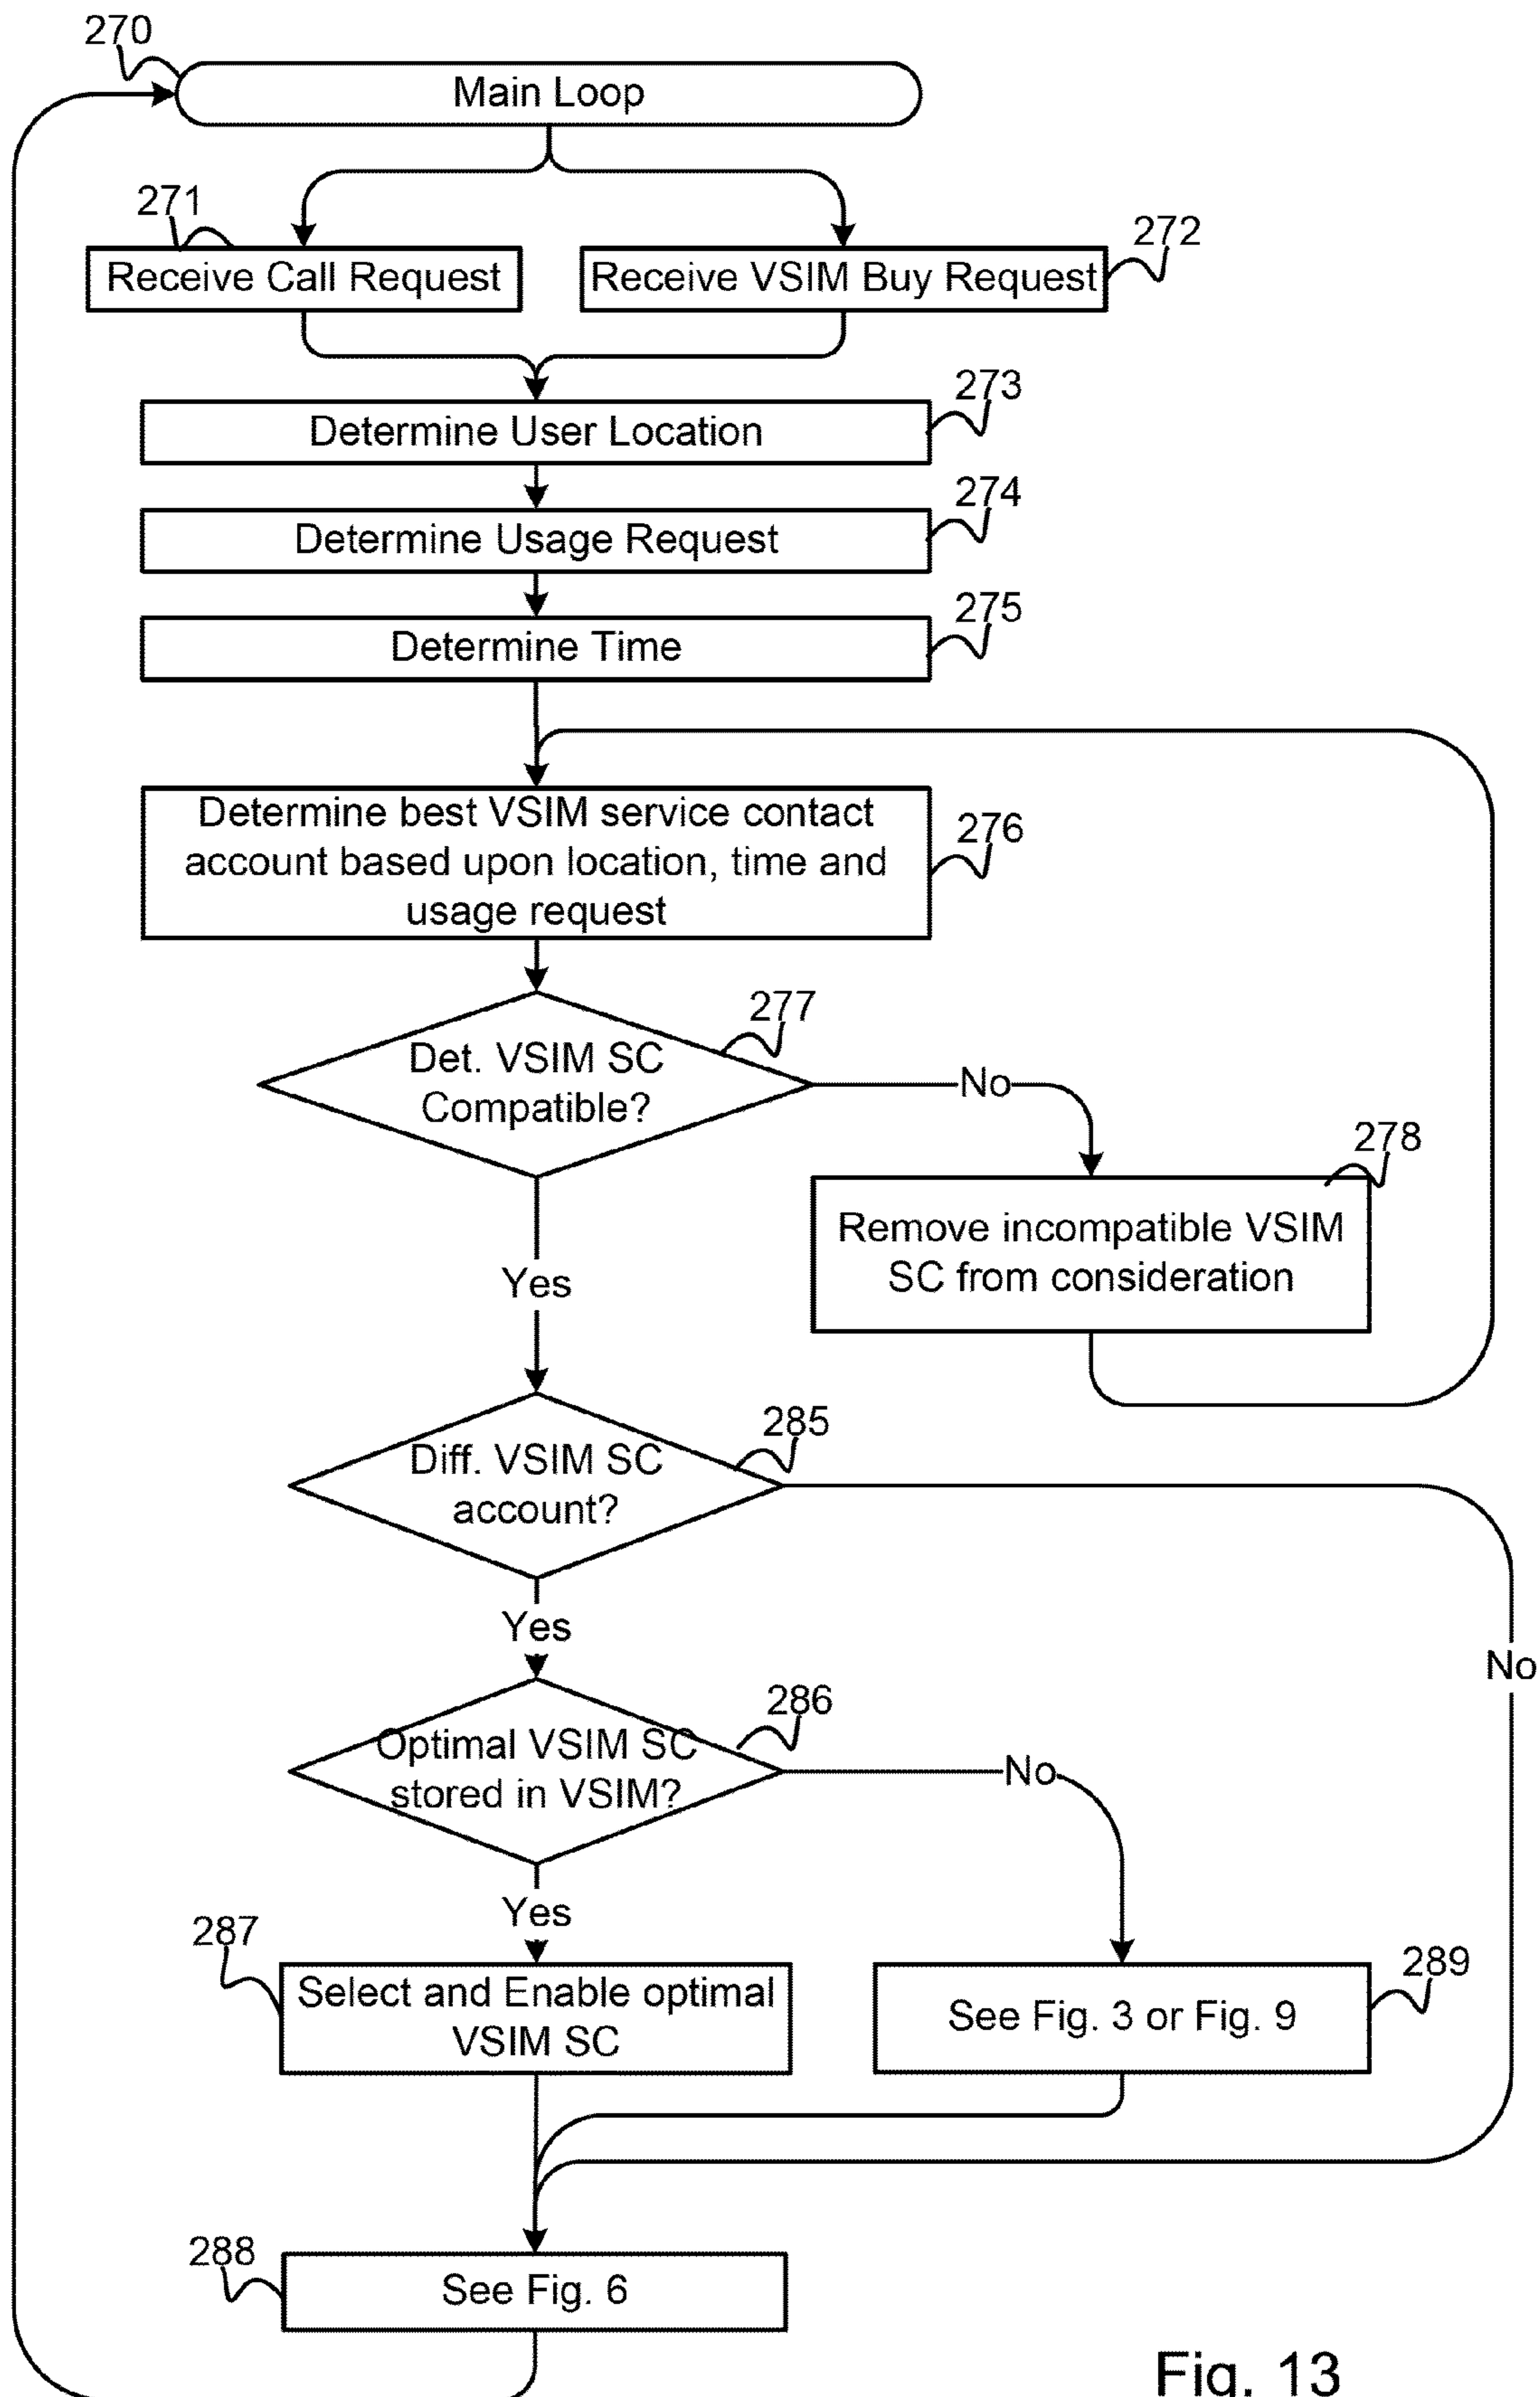 270
Main Loop
271
Receive Call Request
272
Receive VSIM Buy Request
273
Determine User Location
274
Determine Usage Request
275
Determine Time
276
Determine best VSIM service contact
account based upon location, time and
usage request
277
Det. VSIM SC
Compatible?
No
278
Remove incompatible VSIM
SC from consideration
Yes
285
Diff. VSIM SC
account?
No
Yes
286
Optimal VSIM SC
stored in VSIM?
No
Yes
287
Select and Enable optimal
VSIM SC
289
See Fig. 3 or Fig. 9
288
See Fig. 6
Fig. 13